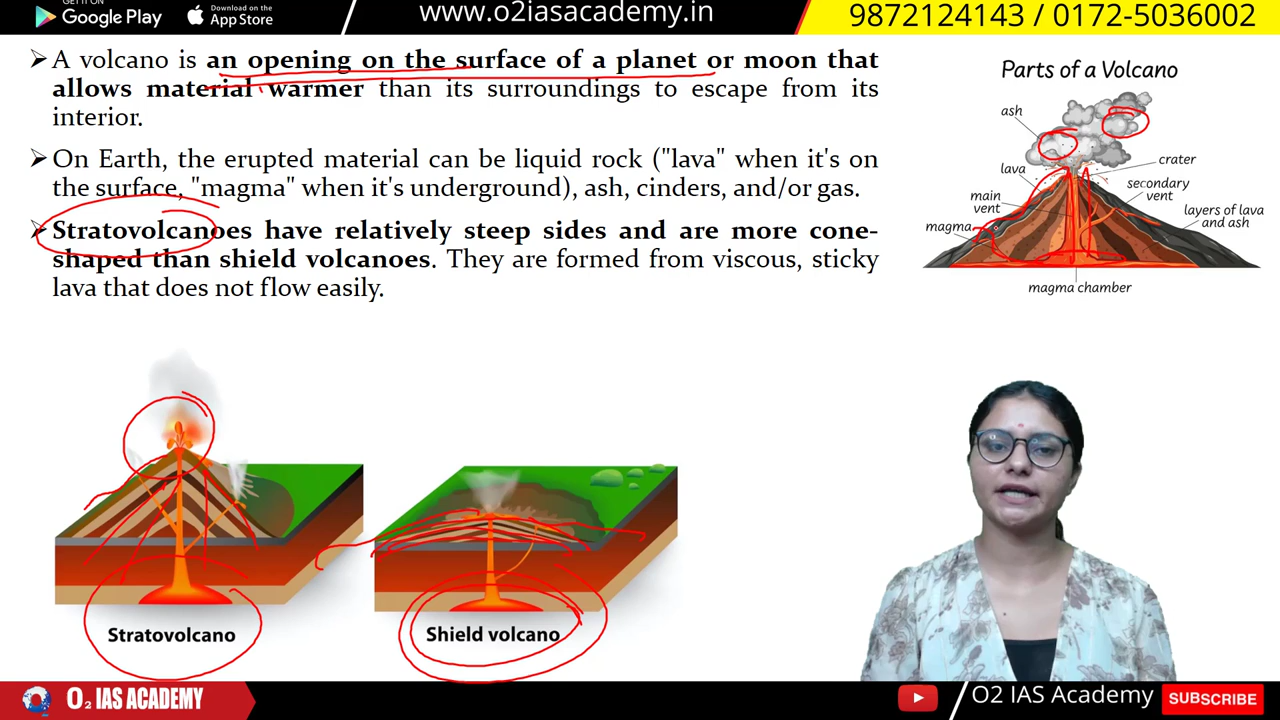 GET IT ON
Google Play
Download on the
App Store
www.o2iasacademy.in
9872124143 / 0172-5036002
➢ A volcano is an opening on the surface of a planet or moon that
allows material warmer than its surroundings to escape from its
interior.
➢ On Earth, the erupted material can be liquid rock ("lava" when it's on
the surface, "magma" when it's underground), ash, cinders, and/or gas.
➢ Stratovolcanoes have relatively steep sides and are more cone-
shaped than shield volcanoes. They are formed from viscous, sticky
lava that does not flow easily.
Parts of a Volcano
ash
crater
lava
secondary
vent
main
vent
layers of lava
and ash
magma
magma chamber
Stratovolcano
Shield volcano
O2 IAS ACADEMY
O2 IAS Academy
SUBSCRIBE